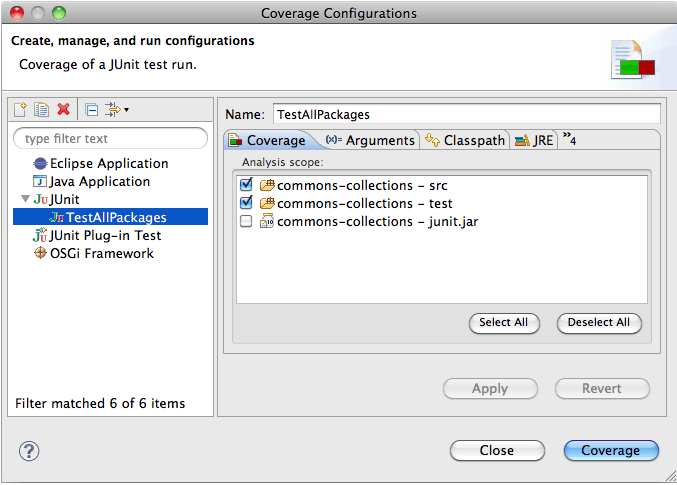 Coverage Configurations
Create, manage, and run configurations
Coverage of a JUnit test run.
type filter text
Eclipse Application
Java Application
JUnit
TestAllPackages
JUnit Plug-in Test
OSGi Framework
Filter matched 6 of 6 items
Name: TestAllPackages
Coverage (x)= Arguments Classpath JRE »4
Analysis scope:
commons-collections - src
commons-collections - test
commons-collections - junit.jar
Select All Deselect All
Apply Revert
? Close Coverage